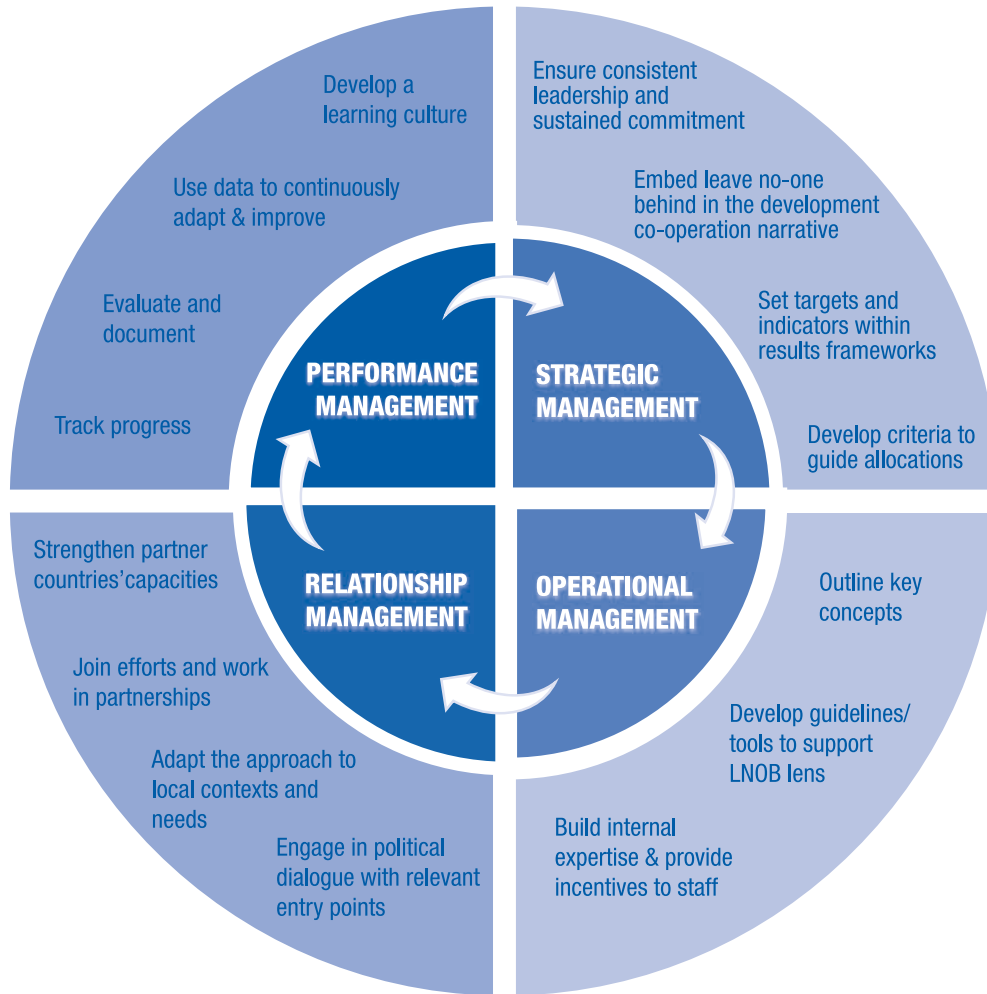 Develop a
learning culture
Use data to continuously
adapt & improve
Evaluate and
document
Track progress
PERFORMANCE
MANAGEMENT
Ensure consistent
leadership and
sustained commitment
Embed leave no-one
behind in the development
co-operation narrative
Set targets and
indicators within
results frameworks
Develop criteria to
guide allocations
STRATEGIC
MANAGEMENT
Strengthen partner
countries'capacities
Join efforts and work
in partnerships
Adapt the approach to
local contexts and
needs
Engage in political
dialogue with relevant
entry points
RELATIONSHIP
MANAGEMENT
OPERATIONAL
MANAGEMENT
Outline key
concepts
Develop guidelines/
tools to support
LNOB lens
Build internal
expertise & provide
incentives to staff